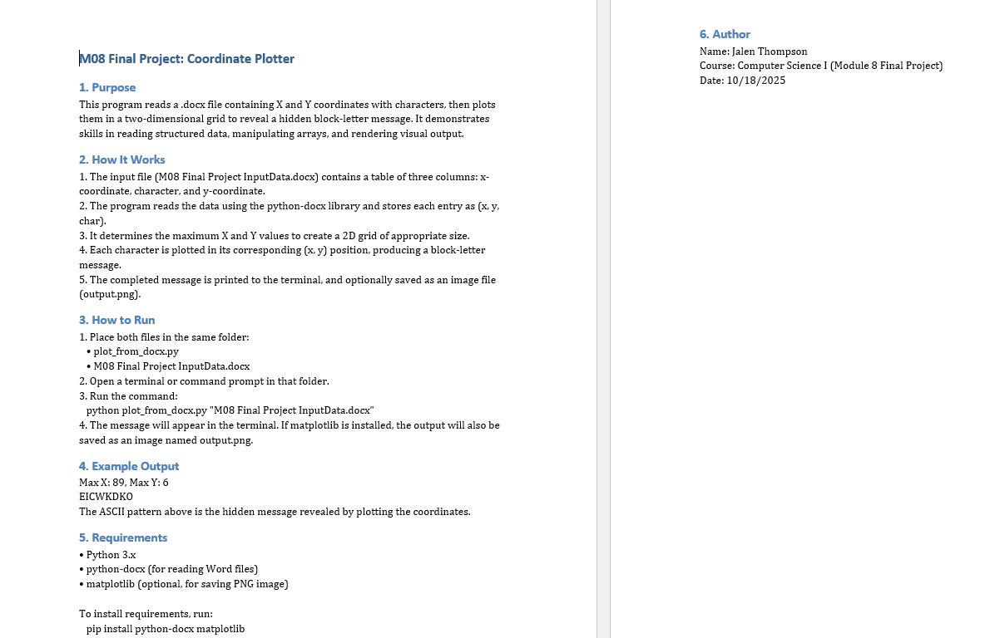 M08 Final Project: Coordinate Plotter
1. Purpose
This program reads a .docx file containing X and Y coordinates with characters, then plots
them in a two-dimensional grid to reveal a hidden block-letter message. It demonstrates
skills in reading structured data, manipulating arrays, and rendering visual output.
2. How It Works
1. The input file (M08 Final Project InputData.docx) contains a table of three columns: x-
coordinate, character, and y-coordinate.
2. The program reads the data using the python-docx library and stores each entry as (x, y,
char).
3. It determines the maximum X and Y values to create a 2D grid of appropriate size.
4. Each character is plotted in its corresponding (x, y) position, producing a block-letter
message.
5. The completed message is printed to the terminal, and optionally saved as an image file
(output.png).
3. How to Run
1. Place both files in the same folder:
• plot_from_docx.py
• M08 Final Project InputData.docx
2. Open a terminal or command prompt in that folder.
3. Run the command:
python plot_from_docx.py "M08 Final Project InputData.docx"
4. The message will appear in the terminal. If matplotlib is installed, the output will also be
saved as an image named output.png.
4. Example Output
Max X: 89, Max Y: 6
EICWKDKO
The ASCII pattern above is the hidden message revealed by plotting the coordinates.
5. Requirements
• Python 3.x
• python-docx (for reading Word files)
• matplotlib (optional, for saving PNG image)
To install requirements, run:
pip install python-docx matplotlib
6. Author
Name: Jalen Thompson
Course: Computer Science I (Module 8 Final Project)
Date: 10/18/2025